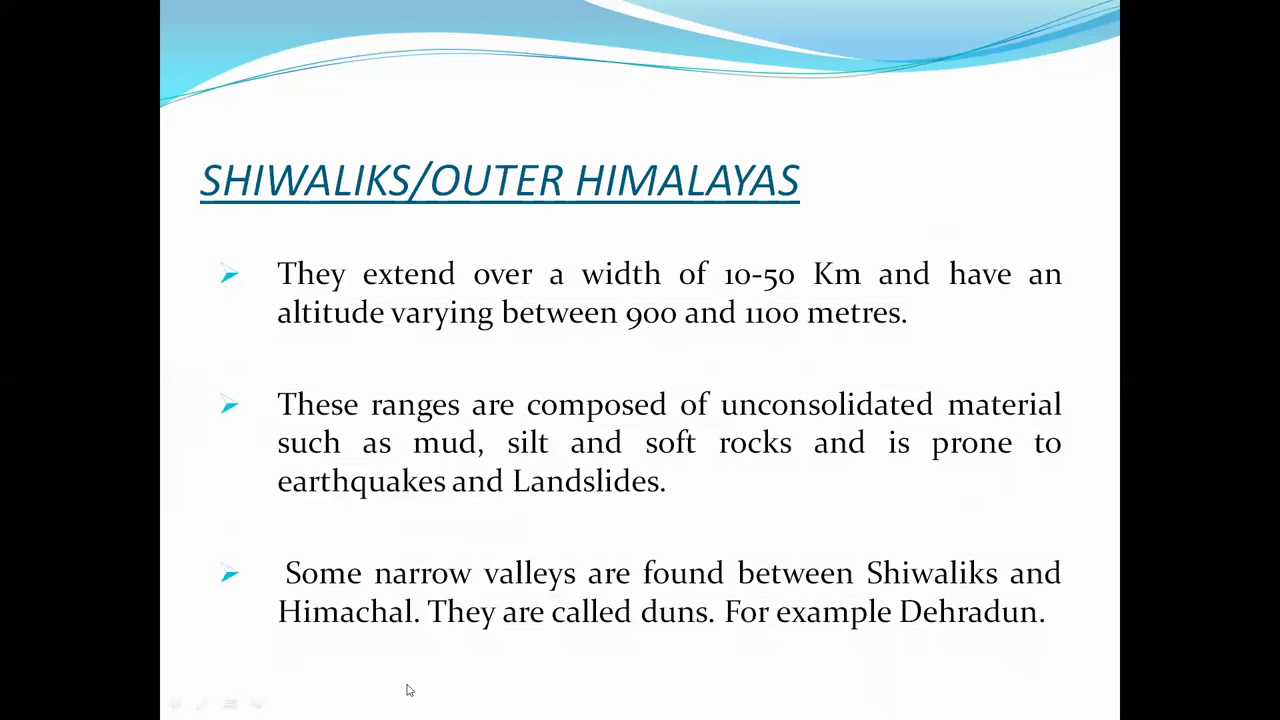 SHIWALIKS/OUTER HIMALAYAS
They extend over a width of 10-50 Km and have an
altitude varying between 900 and 1100 metres.
These ranges are composed of unconsolidated material
such as mud, silt and soft rocks and is prone to
earthquakes and Landslides.
Some narrow valleys are found between Shiwaliks and
Himachal. They are called duns. For example Dehradun.